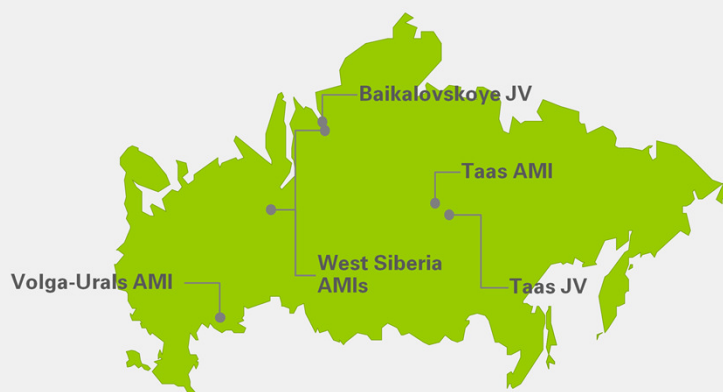 Baikalovskoye JV
Taas AMI
West Siberia
AMIs
Volga-Urals AMI
Taas JV